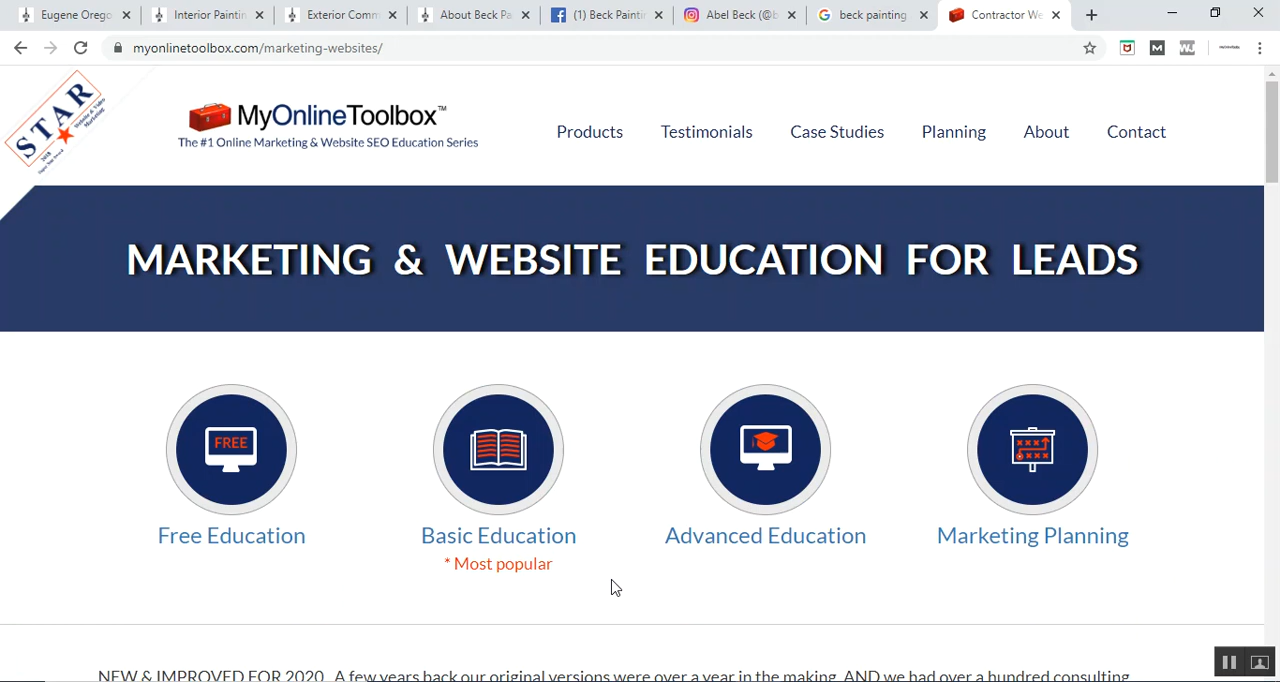 Eugene Orego
Interior Paintin
Exterior Comm
About Beck Pa
(1) Beck Paintin
Abel Beck (@b
beck painting
Contractor We
myonlinetoolbox.com/marketing-websites/
STAR
Website & Video
Marketing
MyOnlineToolbox™
The #1 Online Marketing & Website SEO Education Series
Products
Testimonials
Case Studies
Planning
About
Contact
MARKETING & WEBSITE EDUCATION FOR LEADS
FREE
Free Education
Basic Education
* Most popular
Advanced Education
Marketing Planning
NEW & IMPROVED FOR 2020 A few years back our original versions were over a year in the making, AND we had over a hundred consulting